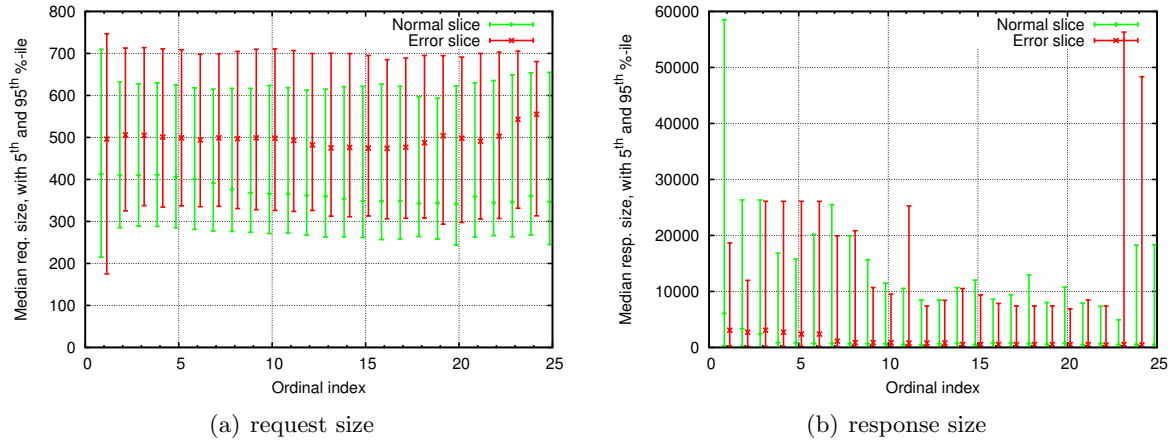 Median req. size, with 5th and 95th %-ile
800
700
600
500
400
300
200
100
0
0 5 10 15 20 25
Ordinal index
Normal slice
Error slice
(a) request size
Median resp. size, with 5th and 95th %-ile
60000
50000
40000
30000
20000
10000
0
0 5 10 15 20 25
Ordinal index
Normal slice
Error slice
(b) response size